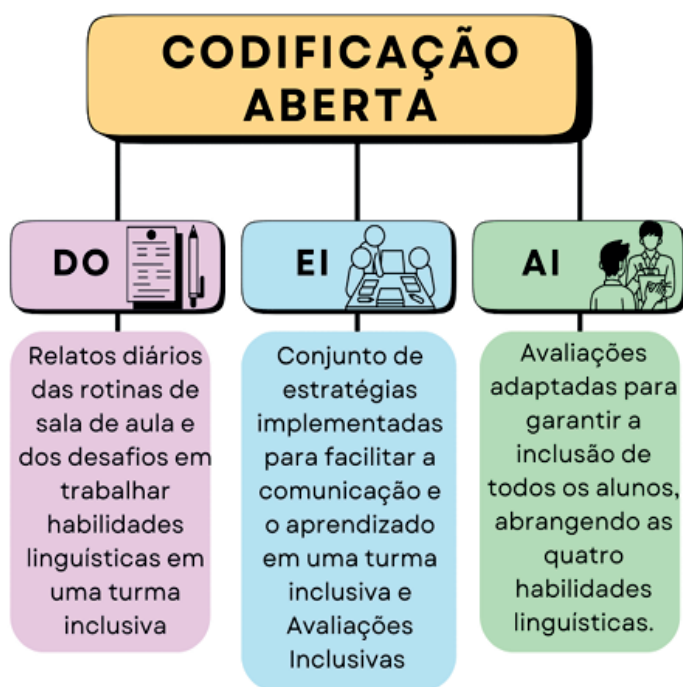 CODIFICAÇÃO
ABERTA
DO
Relatos diários
das rotinas de
sala de aula e
dos desafios em
trabalhar
habilidades
linguísticas em
uma turma
inclusiva
EI
Conjunto de
estratégias
implementadas
para facilitar a
comunicação e
o aprendizado
em uma turma
inclusiva e
Avaliações
Inclusivas
AI
Avaliações
adaptadas para
garantir a
inclusão de
todos os alunos,
abrangendo as
quatro
habilidades
linguísticas.